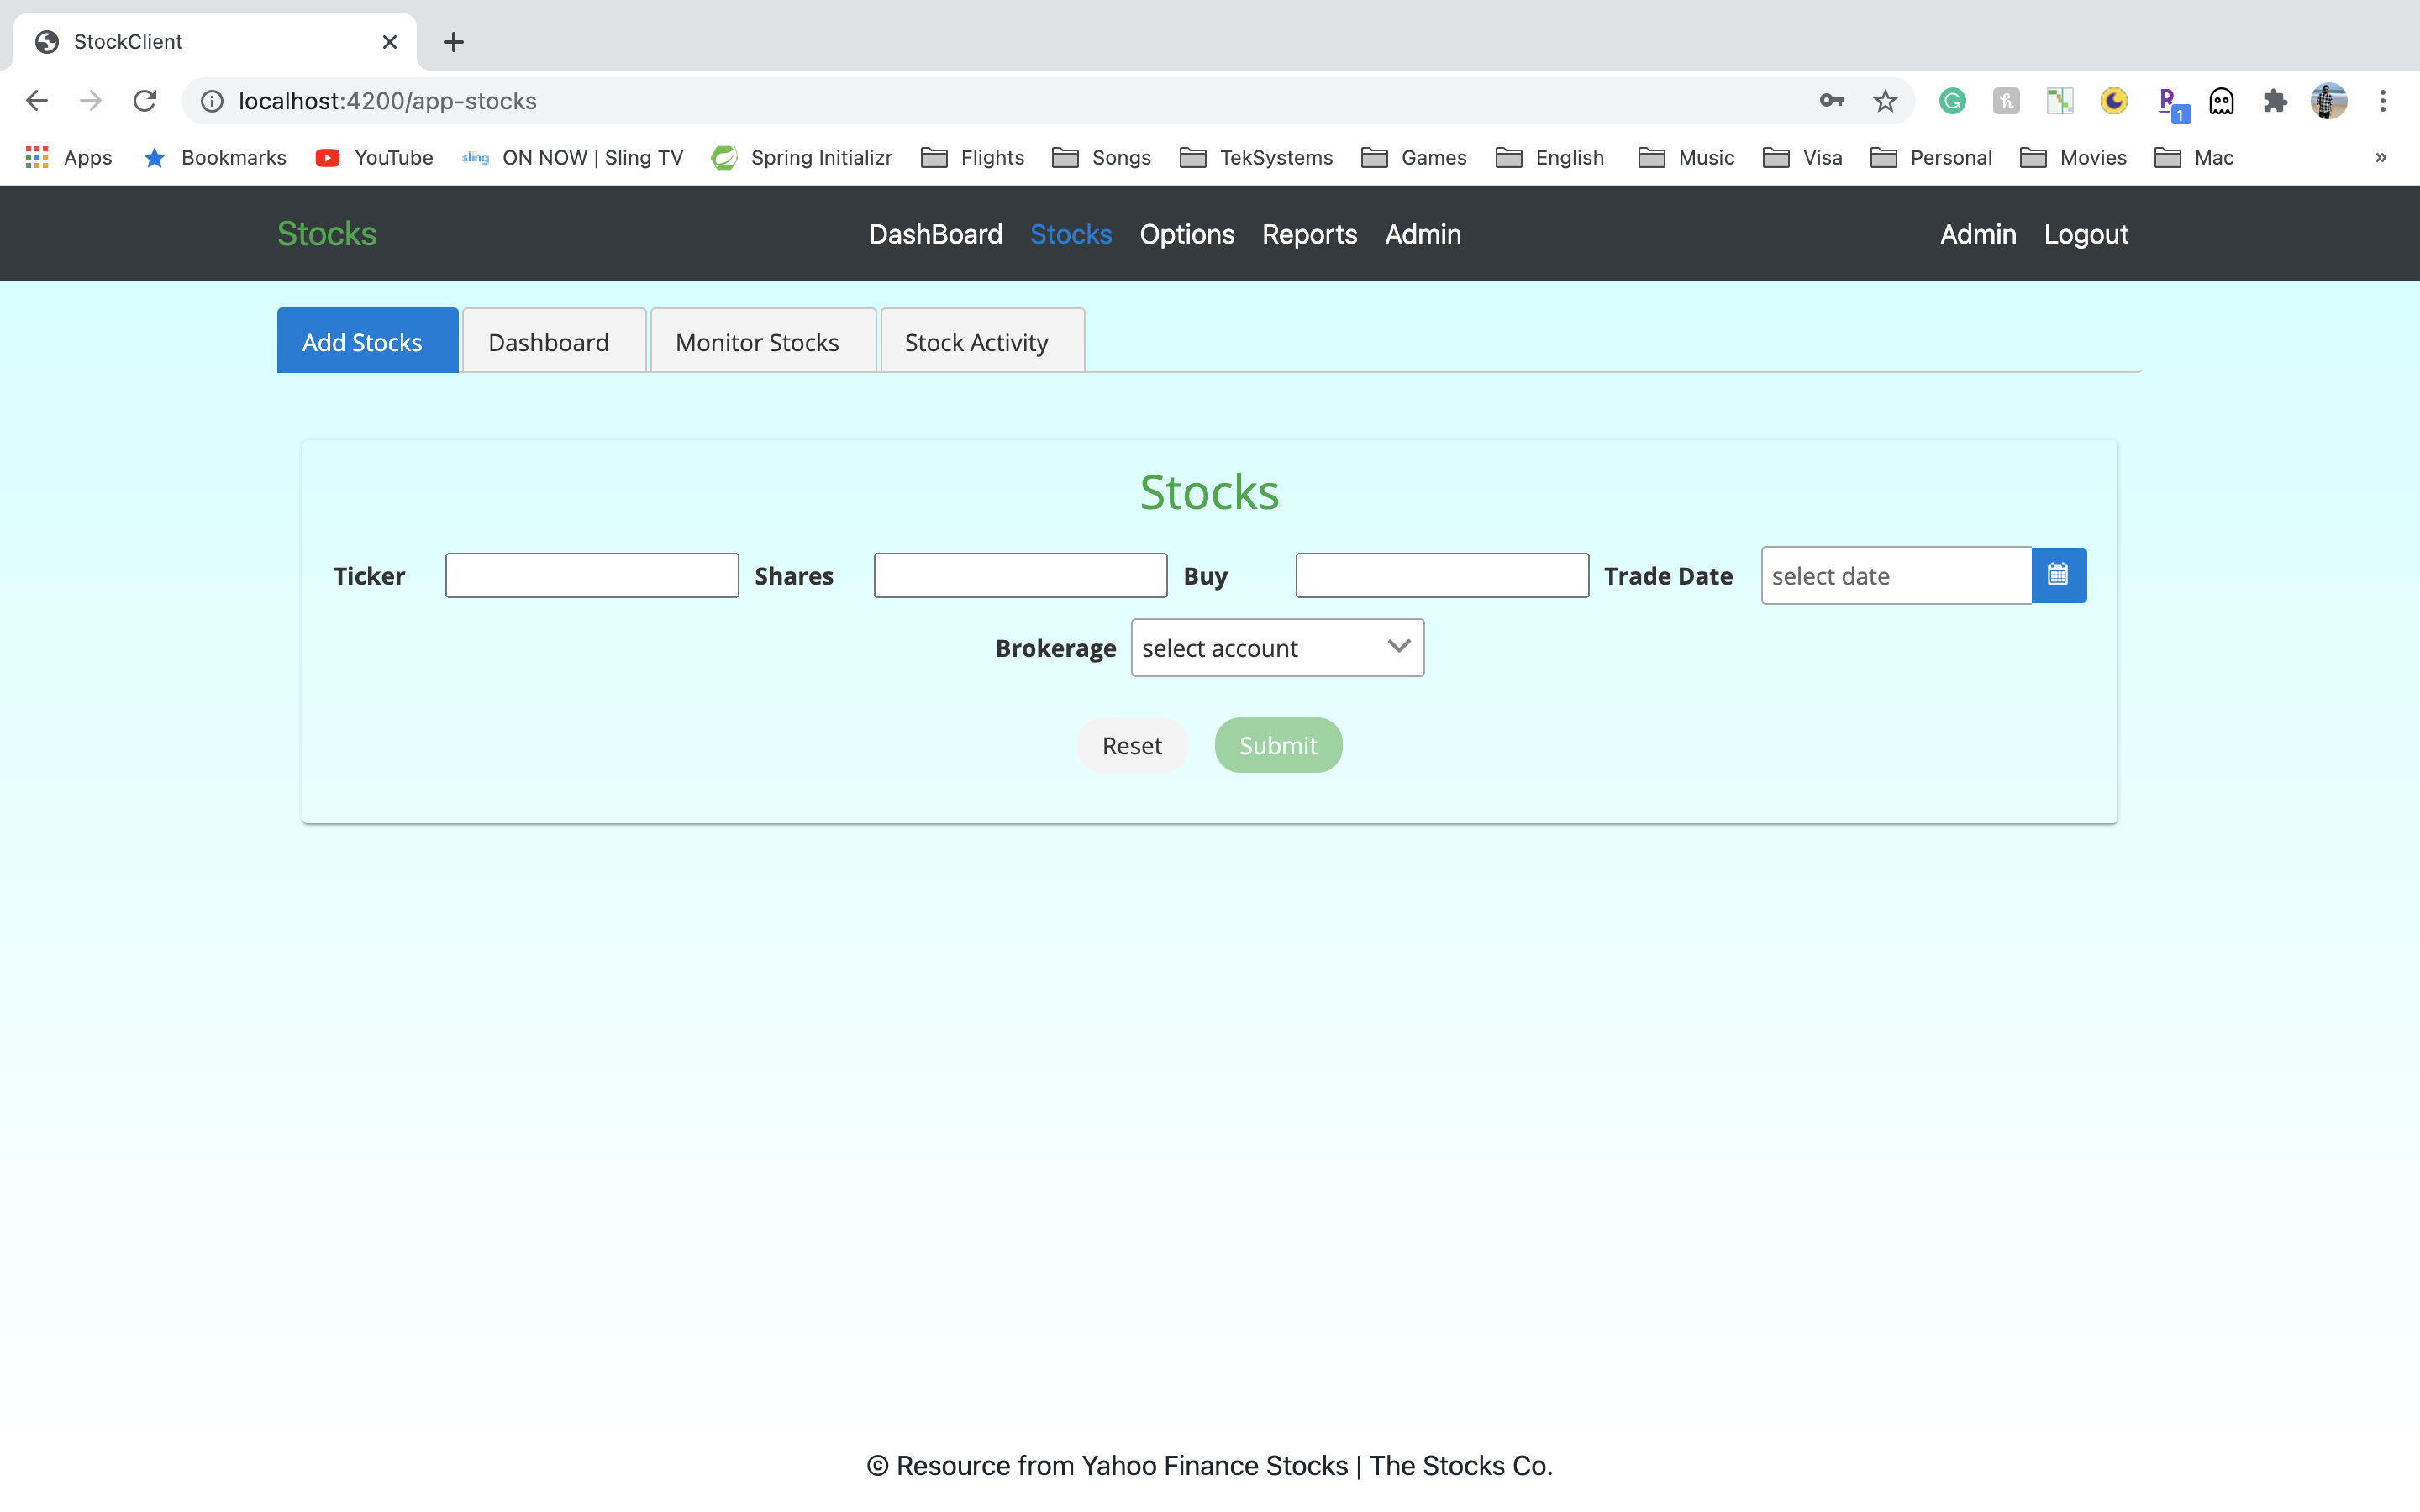 StockClient
localhost:4200/app-stocks
1
Apps Bookmarks YouTube sling ON NOW | Sling TV Spring Initializr Flights Songs TekSystems Games English Music Visa Personal Movies Mac »
Stocks DashBoard Stocks Options Reports Admin Admin Logout
Add Stocks Dashboard Monitor Stocks Stock Activity
Stocks
Ticker Shares Buy Trade Date select date
Brokerage select account
Reset Submit
© Resource from Yahoo Finance Stocks | The Stocks Co.